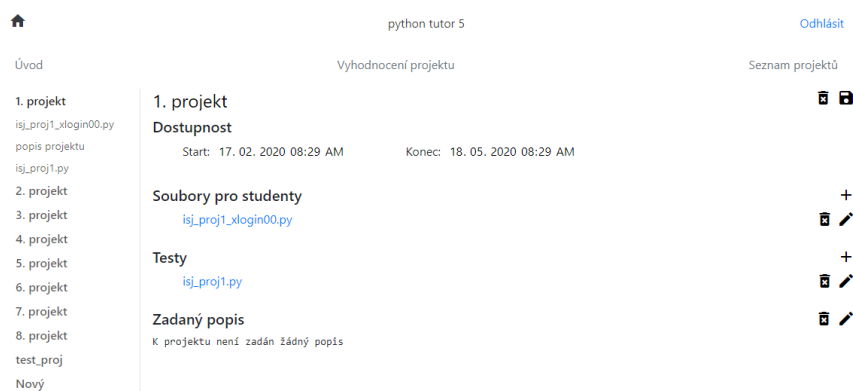 python tutor 5
Odhlásit
Úvod
Vyhodnocení projektu
Seznam projektů
1. projekt
isj_proj1_xlogin00.py
popis projektu
isj_proj1.py
2. projekt
3. projekt
4. projekt
5. projekt
6. projekt
7. projekt
8. projekt
test_proj
Nový
1. projekt
Dostupnost
Start: 17. 02. 2020 08:29 AM Konec: 18. 05. 2020 08:29 AM
Soubory pro studenty
isj_proj1_xlogin00.py
Testy
isj_proj1.py
Zadaný popis
K projektu není zadán žádný popis